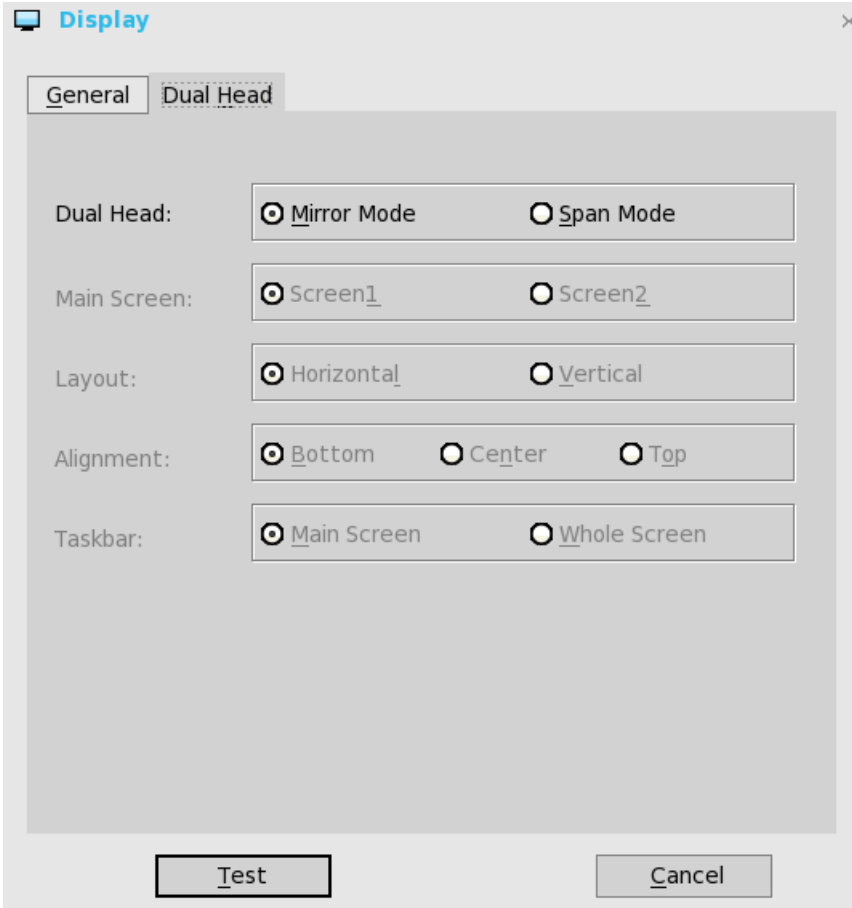 Display
General Dual Head
Dual Head: Mirror Mode Span Mode
Main Screen: Screen1 Screen2
Layout: Horizontal Vertical
Alignment: Bottom Center Top
Taskbar: Main Screen Whole Screen
Test Cancel